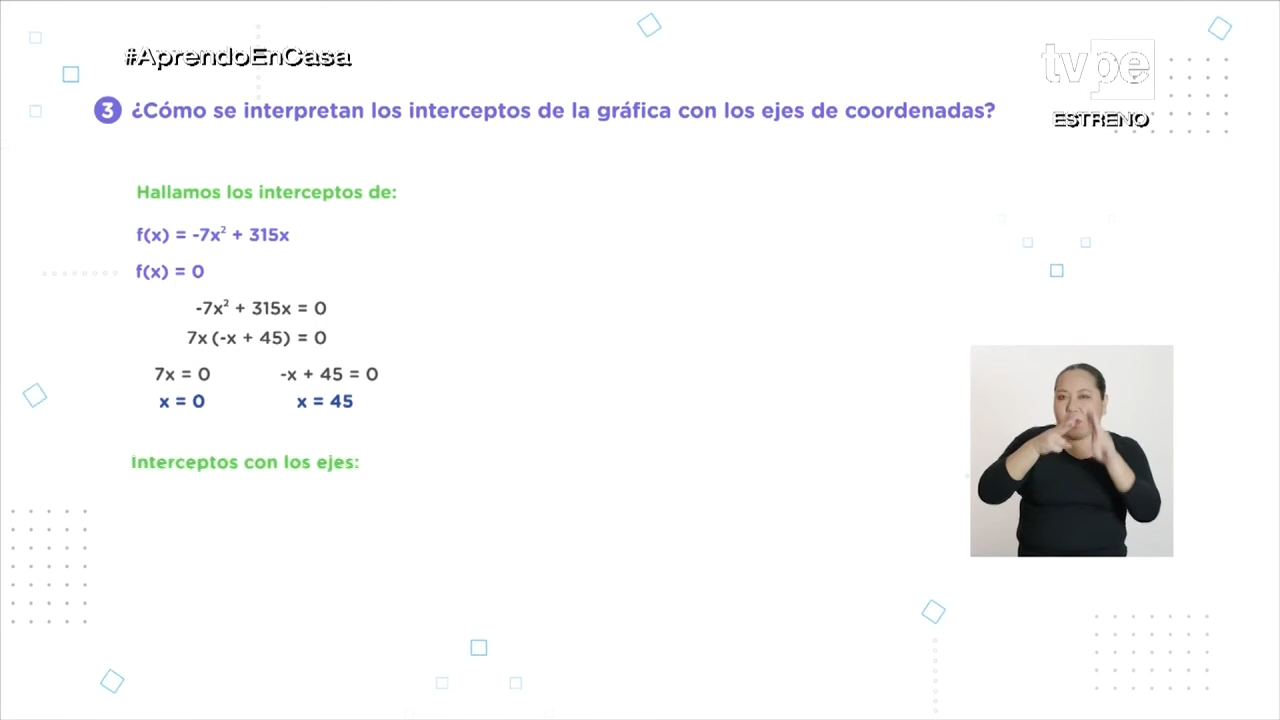 #AprendoEnCasa
tvpe
ESTRENO
3 ¿Cómo se interpretan los interceptos de la gráfica con los ejes de coordenadas?
Hallamos los interceptos de:
f(x) = -7x² + 315x
f(x) = 0
-7x² + 315x = 0
7x (-x + 45) = 0
7x = 0 -x + 45 = 0
x = 0 x = 45
Interceptos con los ejes: